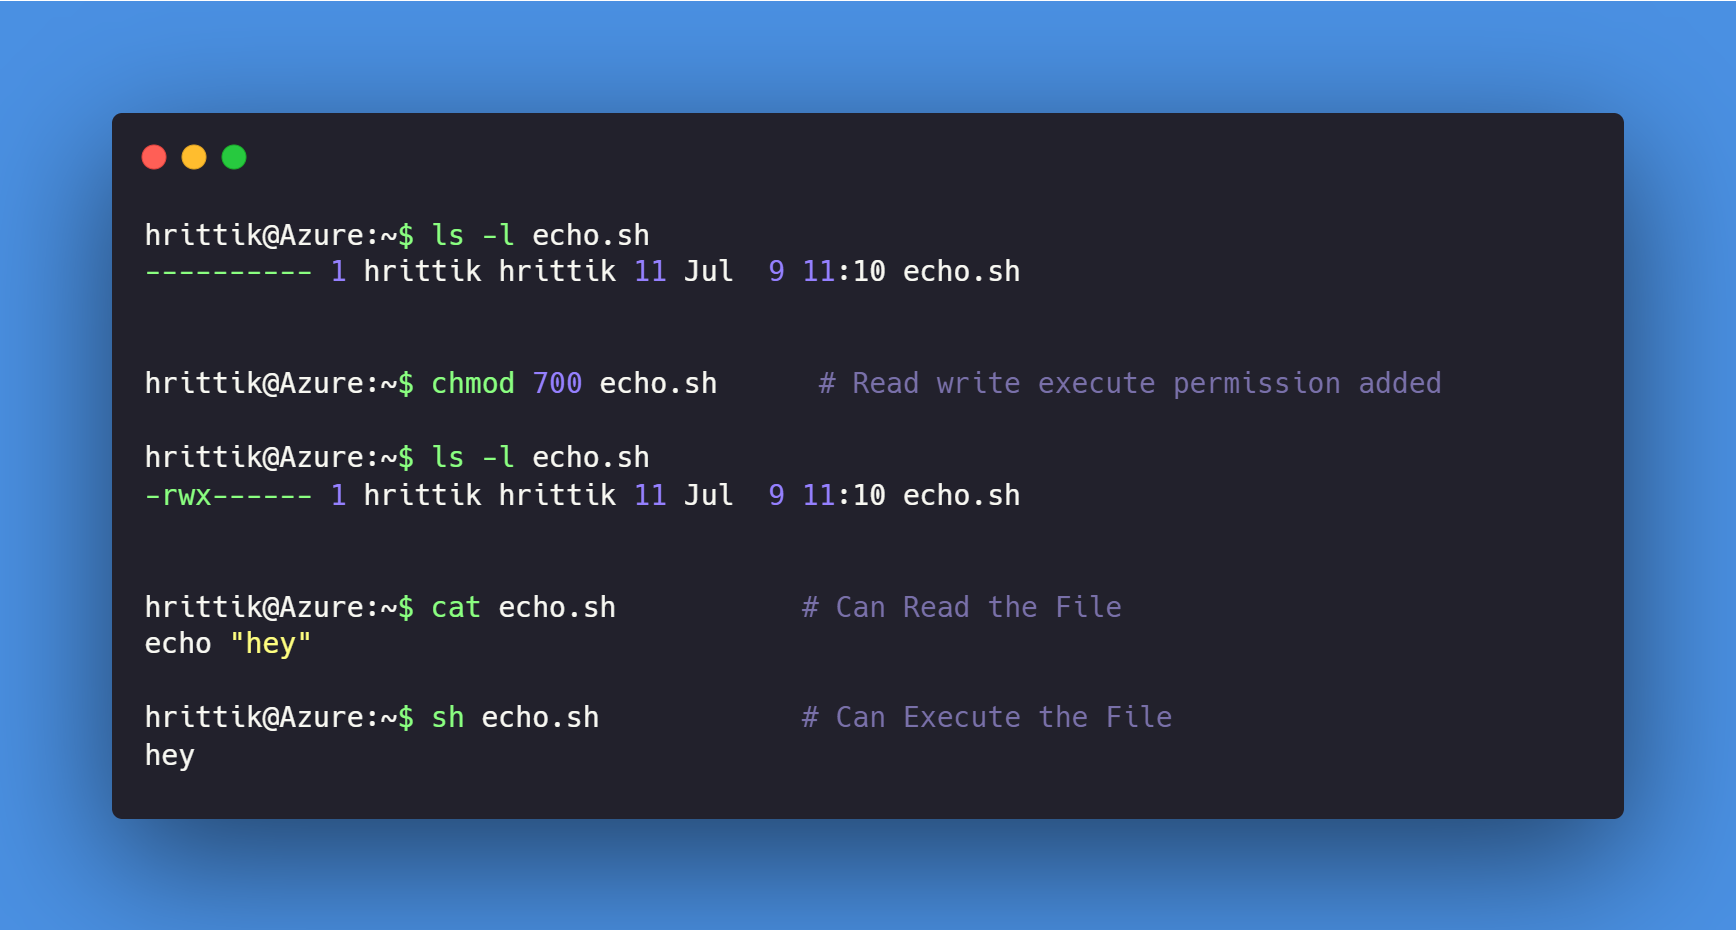 hrittik@Azure:~$ ls -l echo.sh
---------- 1 hrittik hrittik 11 Jul  9 11:10 echo.sh
hrittik@Azure:~$ chmod 700 echo.sh      # Read write execute permission added
hrittik@Azure:~$ ls -l echo.sh
-rwx------ 1 hrittik hrittik 11 Jul  9 11:10 echo.sh
hrittik@Azure:~$ cat echo.sh           # Can Read the File
echo "hey"
hrittik@Azure:~$ sh echo.sh            # Can Execute the File
hey